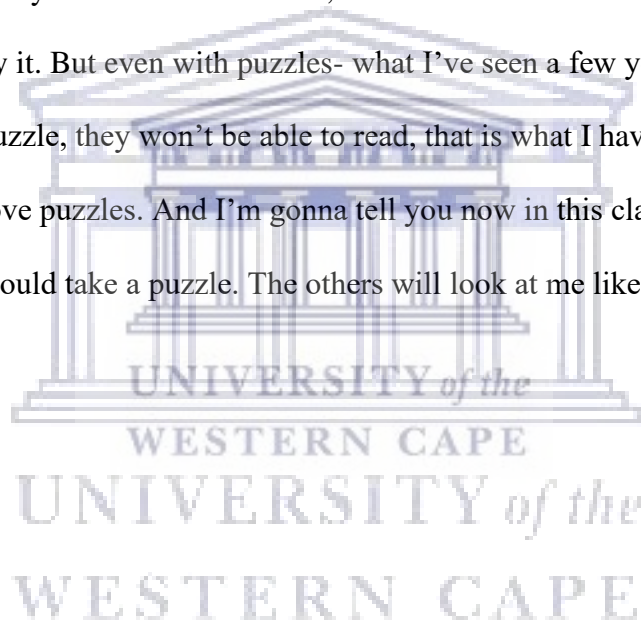 y it. But even with puzzles- what I’ve seen a few y
uzzle, they won’t be able to read, that is what I hav
ove puzzles. And I’m gonna tell you now in this cla
ould take a puzzle. The others will look at me like
UNIVERSITY of the
WESTERN CAPE
UNIVERSITY of the
WESTERN CAPE